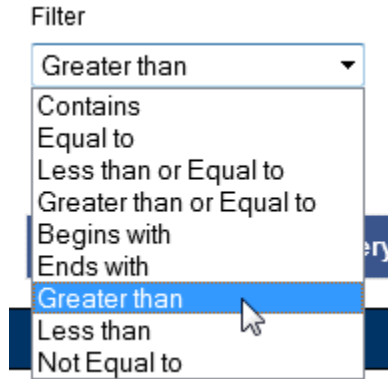 Filter
Greater than
Contains
Equal to
Less than or Equal to
Greater than or Equal to
Begins with
Ends with
Greater than
Less than
Not Equal to